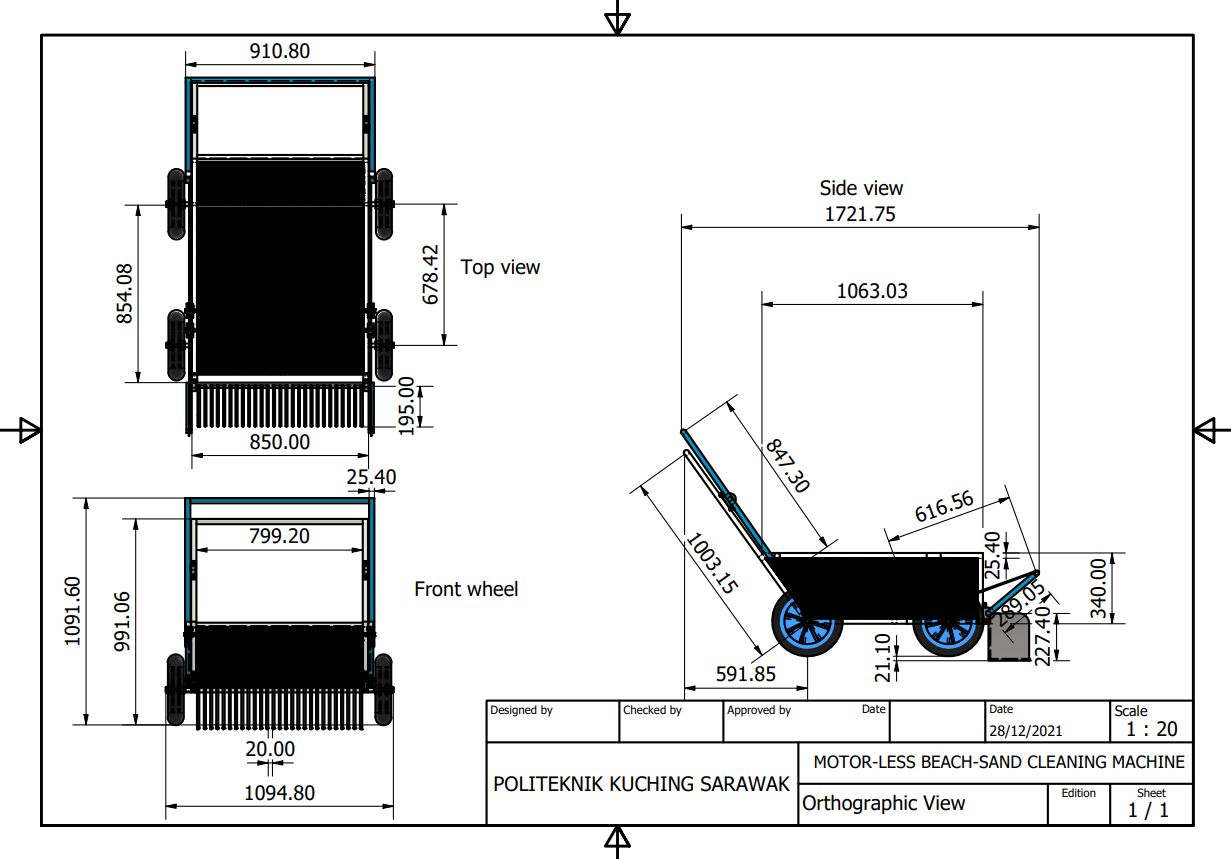 910.80
854.08
678.42
Top view
195.00
850.00
25.40
799.20
1091.60
991.06
Front wheel
20.00
1094.80
Side view
1721.75
1063.03
847.30
616.56
1003.15
25.40
340.00
289.05
227.40
21.10
591.85
Designed by
Checked by
Approved by
Date
Date
28/12/2021
Scale
1 : 20
POLITEKNIK KUCHING SARAWAK
MOTOR-LESS BEACH-SAND CLEANING MACHINE
Orthographic View
Edition
Sheet
1 / 1